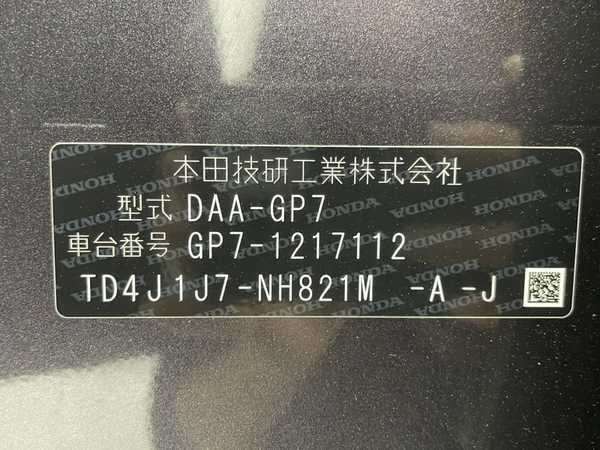 本田技研工業株式会社
型式 DAA-GP7
車台番号 GP7-1217112
TD4J1J7-NH821M -A-J